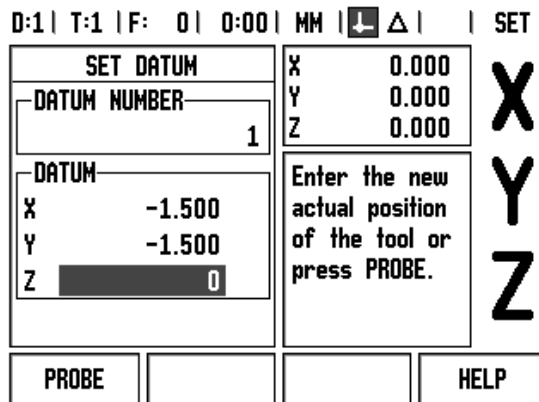 D:1 | T:1 | F: 0 | 0:00 | MM | Δ | | SET
SET DATUM
DATUM NUMBER
1
DATUM
X -1.500
Y -1.500
Z 0
X 0.000
Y 0.000
Z 0.000
Enter the new
actual position
of the tool or
press PROBE.
X
Y
Z
PROBE
HELP